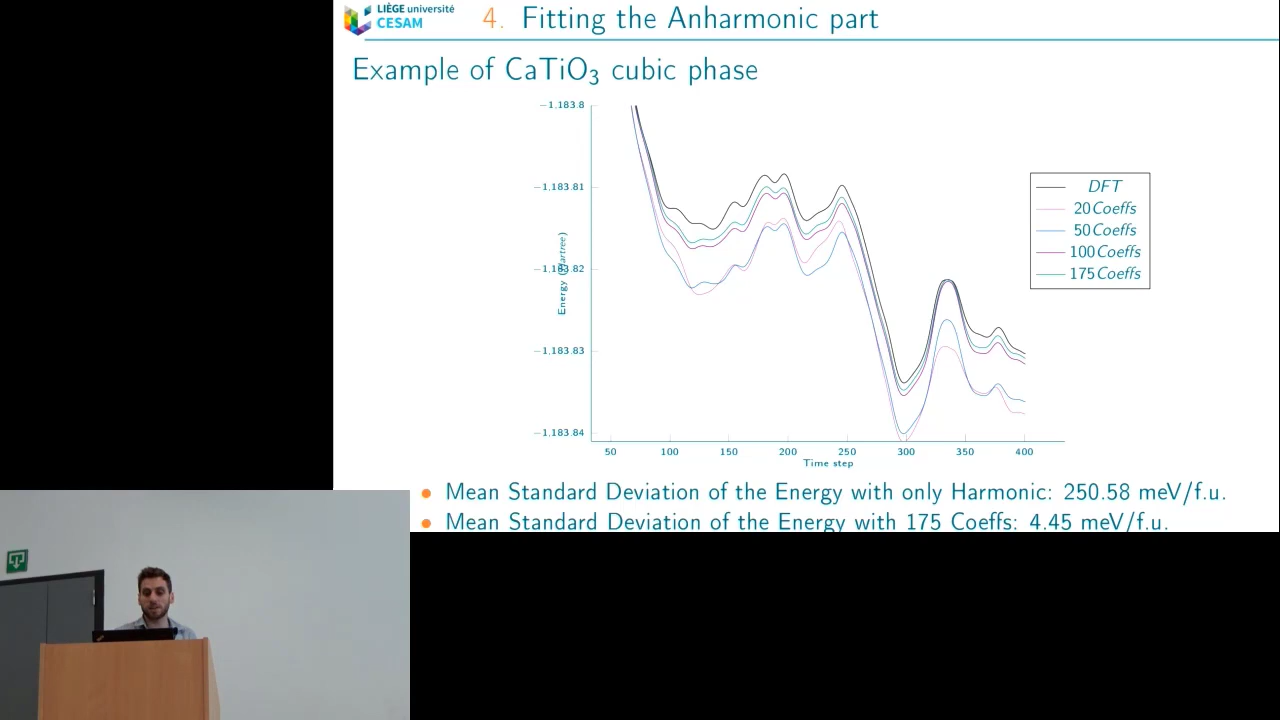 LIÈGE université
CESAM
4. Fitting the Anharmonic part
Example of CaTiO₃ cubic phase
−1,183.8
−1,183.81
−1,183.82
−1,183.83
−1,183.84
Energy (Hartree)
50 100 150 200 250 300 350 400
Time step
DFT
20 Coeffs
50 Coeffs
100 Coeffs
175 Coeffs
• Mean Standard Deviation of the Energy with only Harmonic: 250.58 meV/f.u.
• Mean Standard Deviation of the Energy with 175 Coeffs: 4.45 meV/f.u.